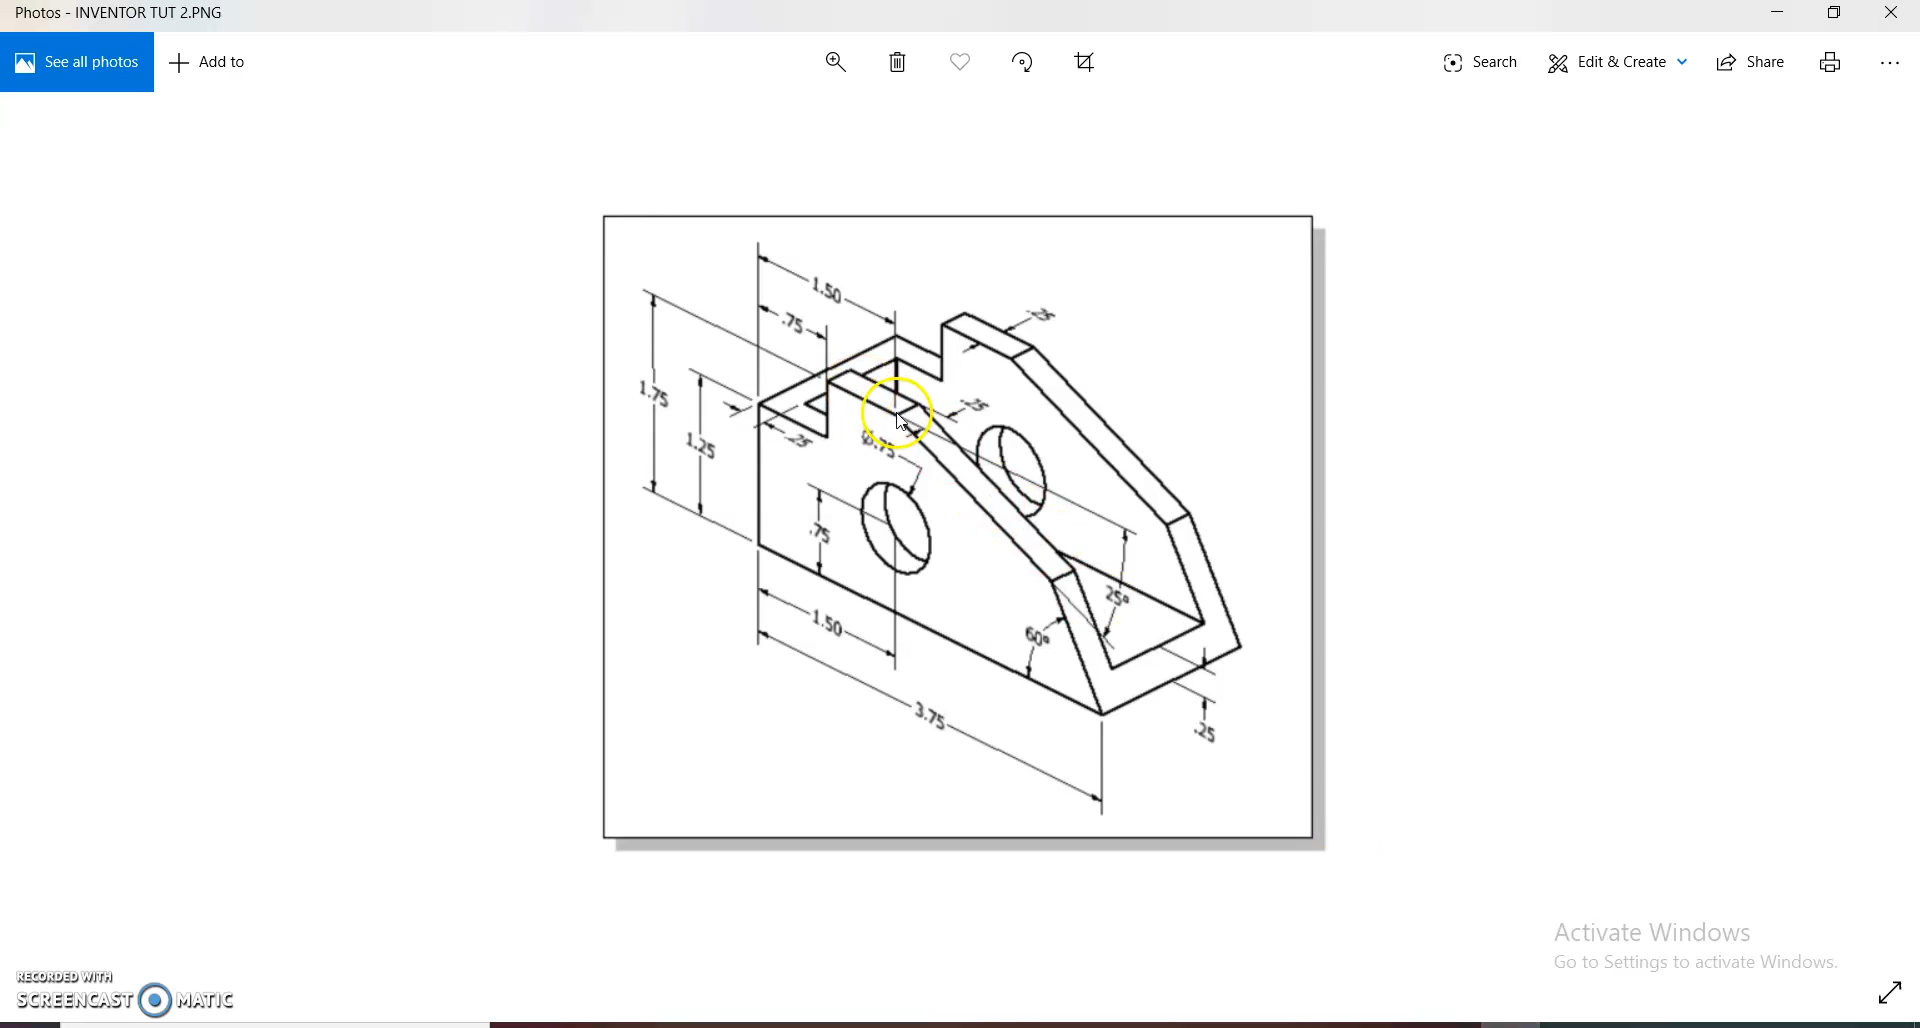 Photos - INVENTOR TUT 2.PNG
See all photos
Add to
Search
Edit & Create
Share
1.50
.75
.25
1.75
1.25
.25
.25
Ø.75
.75
25°
60°
1.50
3.75
.25
Activate Windows
Go to Settings to activate Windows.
RECORDED WITH
SCREENCAST MATIC